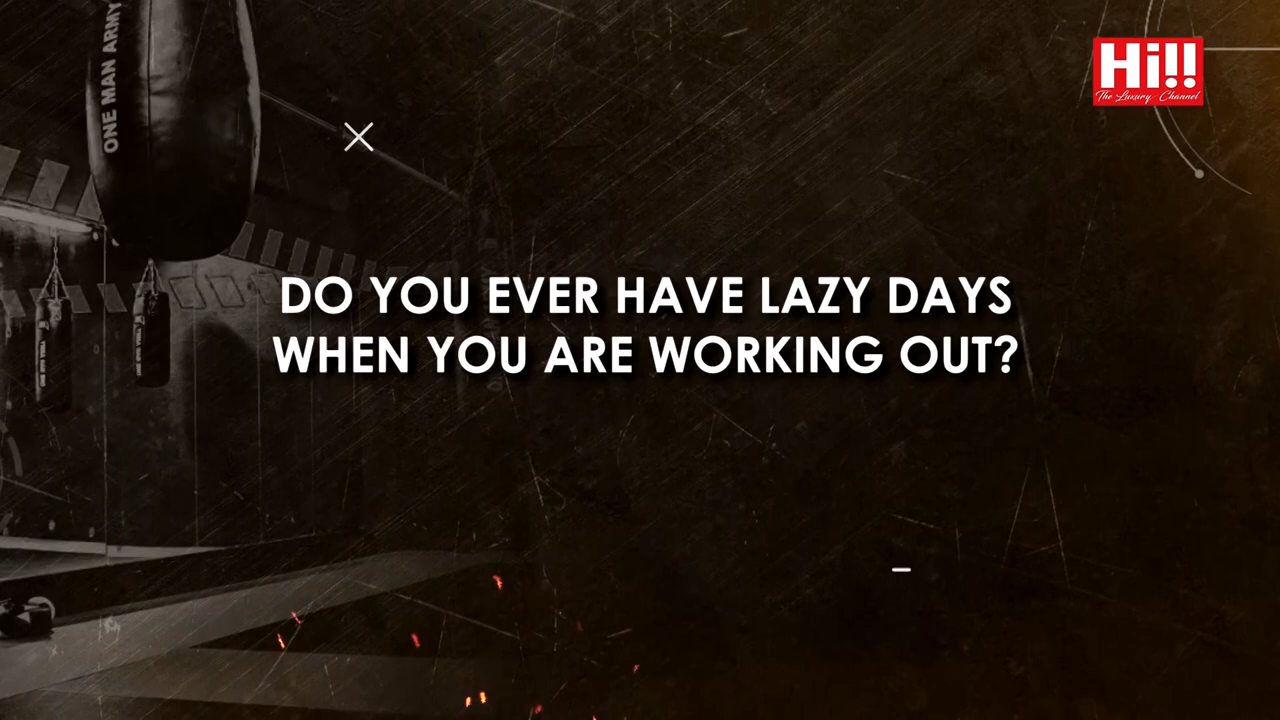 ONE MAN ARMY
Hi!!
The Luxury Channel
DO YOU EVER HAVE LAZY DAYS
WHEN YOU ARE WORKING OUT?